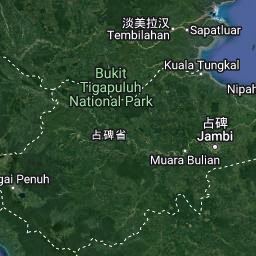 淡美拉汉
Tembilahan
Sapatluar
Bukit
Tigapuluh
National Park
Kuala Tungkal
Nipah
占碑省
占碑
Jambi
Muara Bulian
gai Penuh